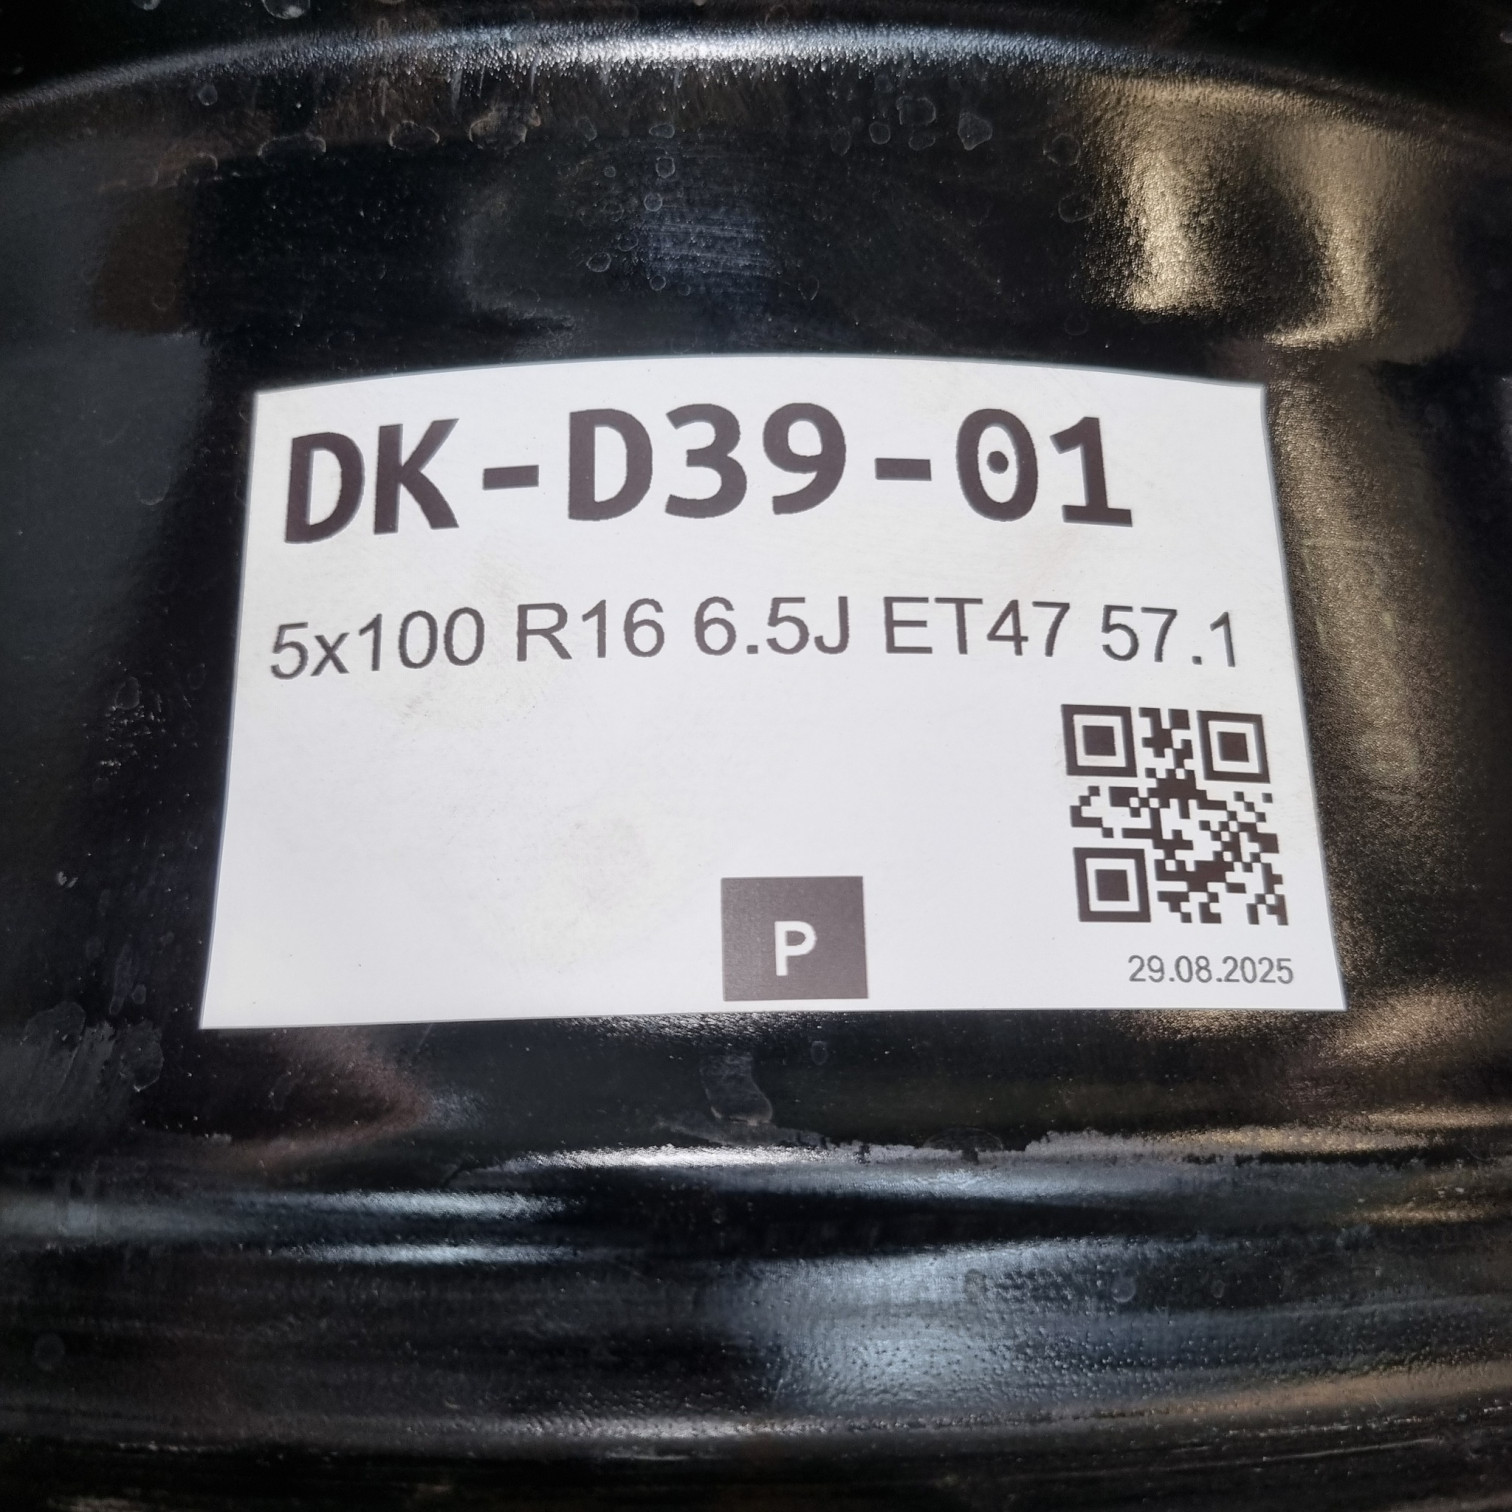 DK-D39-01
5x100 R16 6.5J ET47 57.1
P
29.08.2025